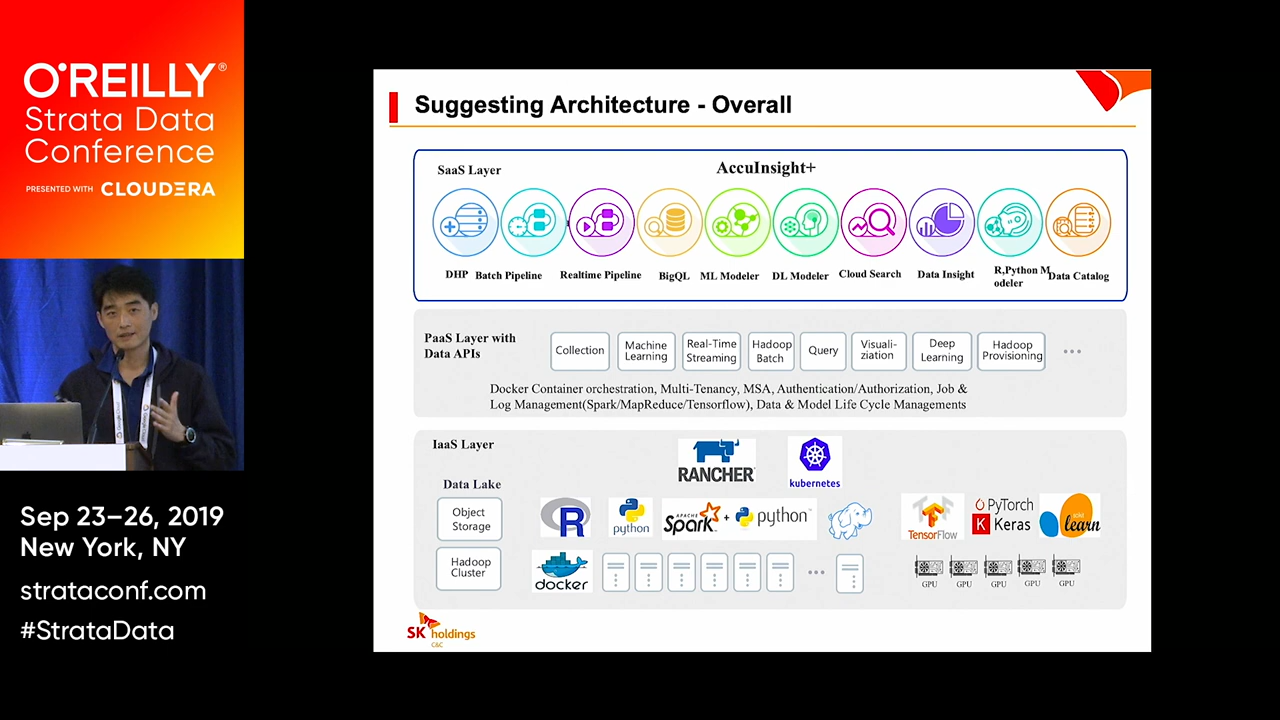 O'REILLY®
Strata Data
Conference
PRESENTED WITH CLOUDERA
Sep 23–26, 2019
New York, NY
strataconf.com
#StrataData
Suggesting Architecture - Overall
SaaS Layer
AccuInsight+
DHP
Batch Pipeline
Realtime Pipeline
BigQL
ML Modeler
DL Modeler
Cloud Search
Data Insight
R,Python M
odeler
Data Catalog
PaaS Layer with
Data APIs
Collection
Machine
Learning
Real-Time
Streaming
Hadoop
Batch
Query
Visuali-
ziation
Deep
Learning
Hadoop
Provisioning
...
Docker Container orchestration, Multi-Tenancy, MSA, Authentication/Authorization, Job &
Log Management(Spark/MapReduce/Tensorflow), Data & Model Life Cycle Managements
IaaS Layer
RANCHER
kubernetes
Data Lake
Object
Storage
R
python
APACHE
Spark
+
python
TensorFlow
PyTorch
K Keras
learn
Hadoop
Cluster
docker
...
GPU
GPU
GPU
GPU
GPU
SK holdings
C&C